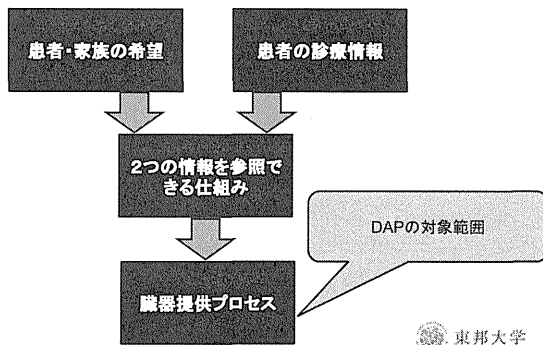 患者・家族の希望
患者の診療情報
2つの情報を参照で
きる仕組み
DAPの対象範囲
臓器提供プロセス
東邦大学